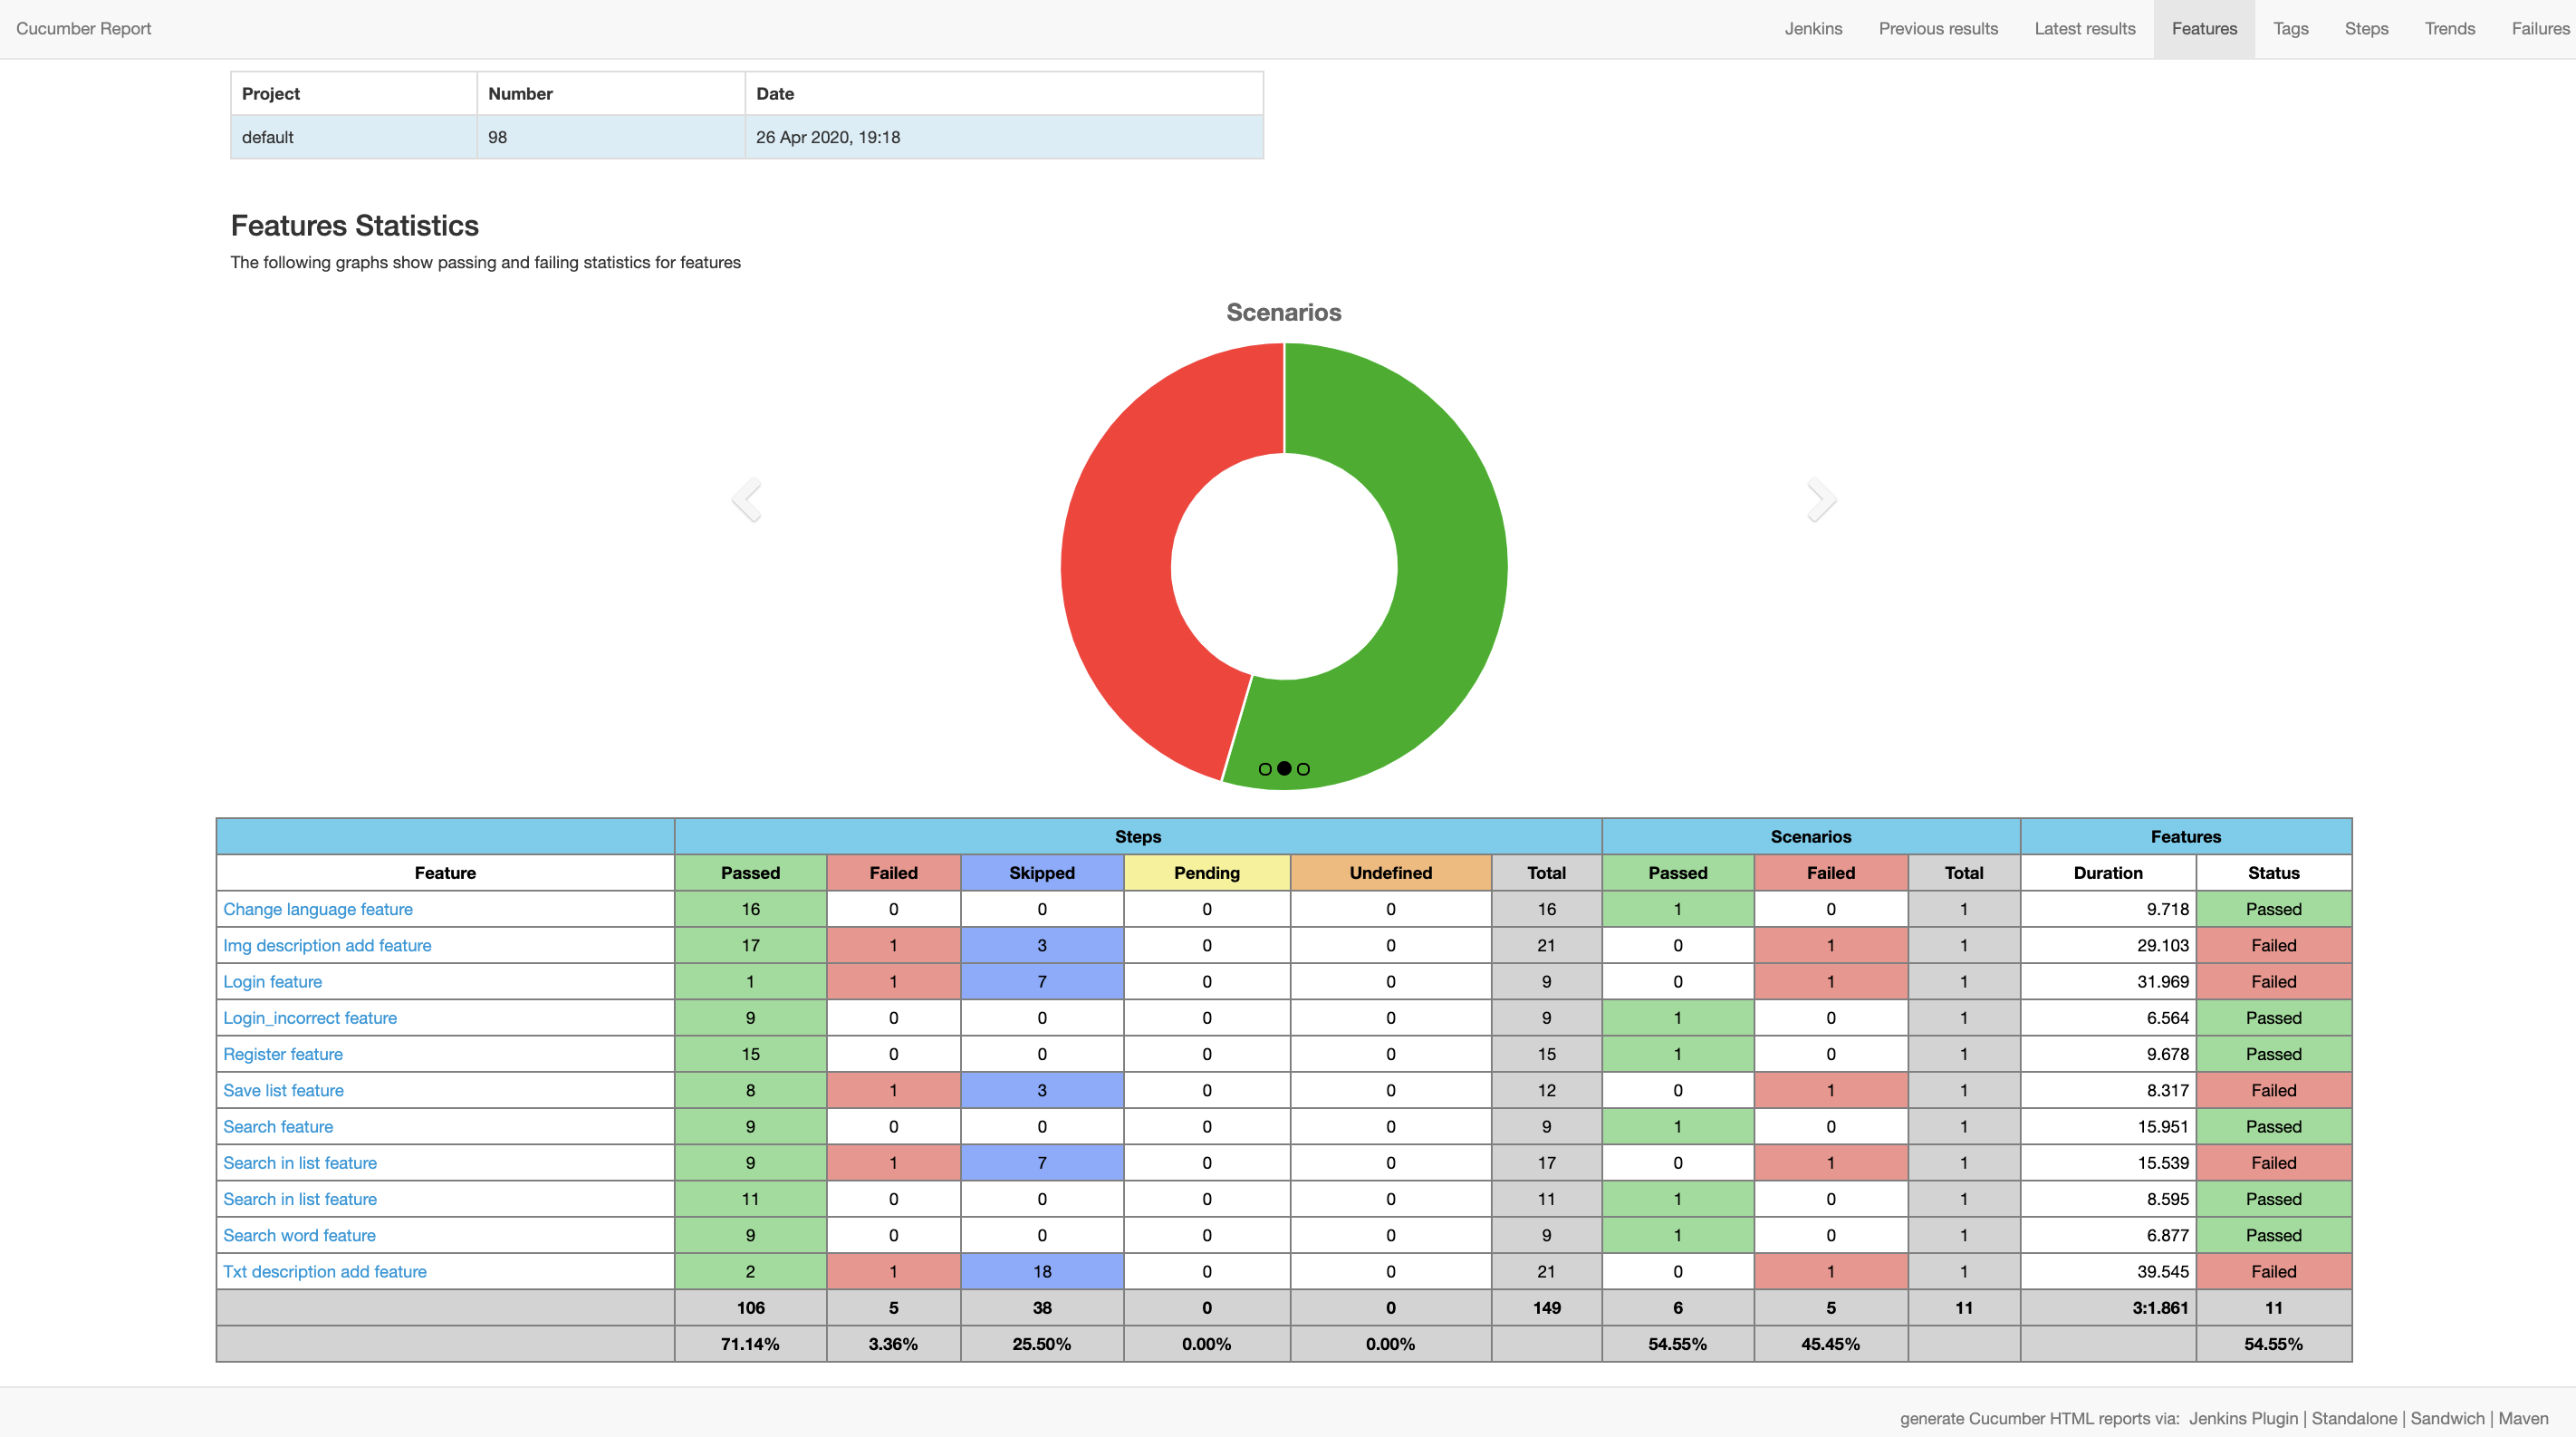 Cucumber Report Jenkins Previous results Latest results Features Tags Steps Trends Failures
Project Number Date
default 98 26 Apr 2020, 19:18
Features Statistics
The following graphs show passing and failing statistics for features
Scenarios
Steps Scenarios Features
Feature Passed Failed Skipped Pending Undefined Total Passed Failed Total Duration Status
Change language feature 16 0 0 0 0 16 1 0 1 9.718 Passed
Img description add feature 17 1 3 0 0 21 0 1 1 29.103 Failed
Login feature 1 1 7 0 0 9 0 1 1 31.969 Failed
Login_incorrect feature 9 0 0 0 0 9 1 0 1 6.564 Passed
Register feature 15 0 0 0 0 15 1 0 1 9.678 Passed
Save list feature 8 1 3 0 0 12 0 1 1 8.317 Failed
Search feature 9 0 0 0 0 9 1 0 1 15.951 Passed
Search in list feature 9 1 7 0 0 17 0 1 1 15.539 Failed
Search in list feature 11 0 0 0 0 11 1 0 1 8.595 Passed
Search word feature 9 0 0 0 0 9 1 0 1 6.877 Passed
Txt description add feature 2 1 18 0 0 21 0 1 1 39.545 Failed
106 5 38 0 0 149 6 5 11 3:1.861 11
71.14% 3.36% 25.50% 0.00% 0.00% 54.55% 45.45% 54.55%
generate Cucumber HTML reports via: Jenkins Plugin | Standalone | Sandwich | Maven